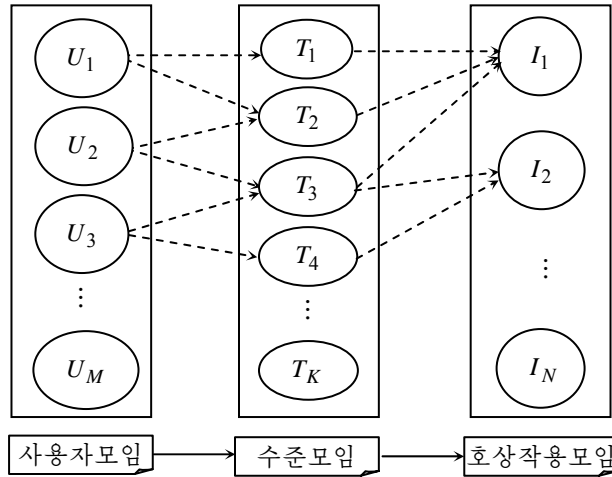 U1 T1 I1
U2 T2 I2
U3 T3
T4
⋮ ⋮ ⋮
UM TK IN
사용자모임 수준모임 호상작용모임